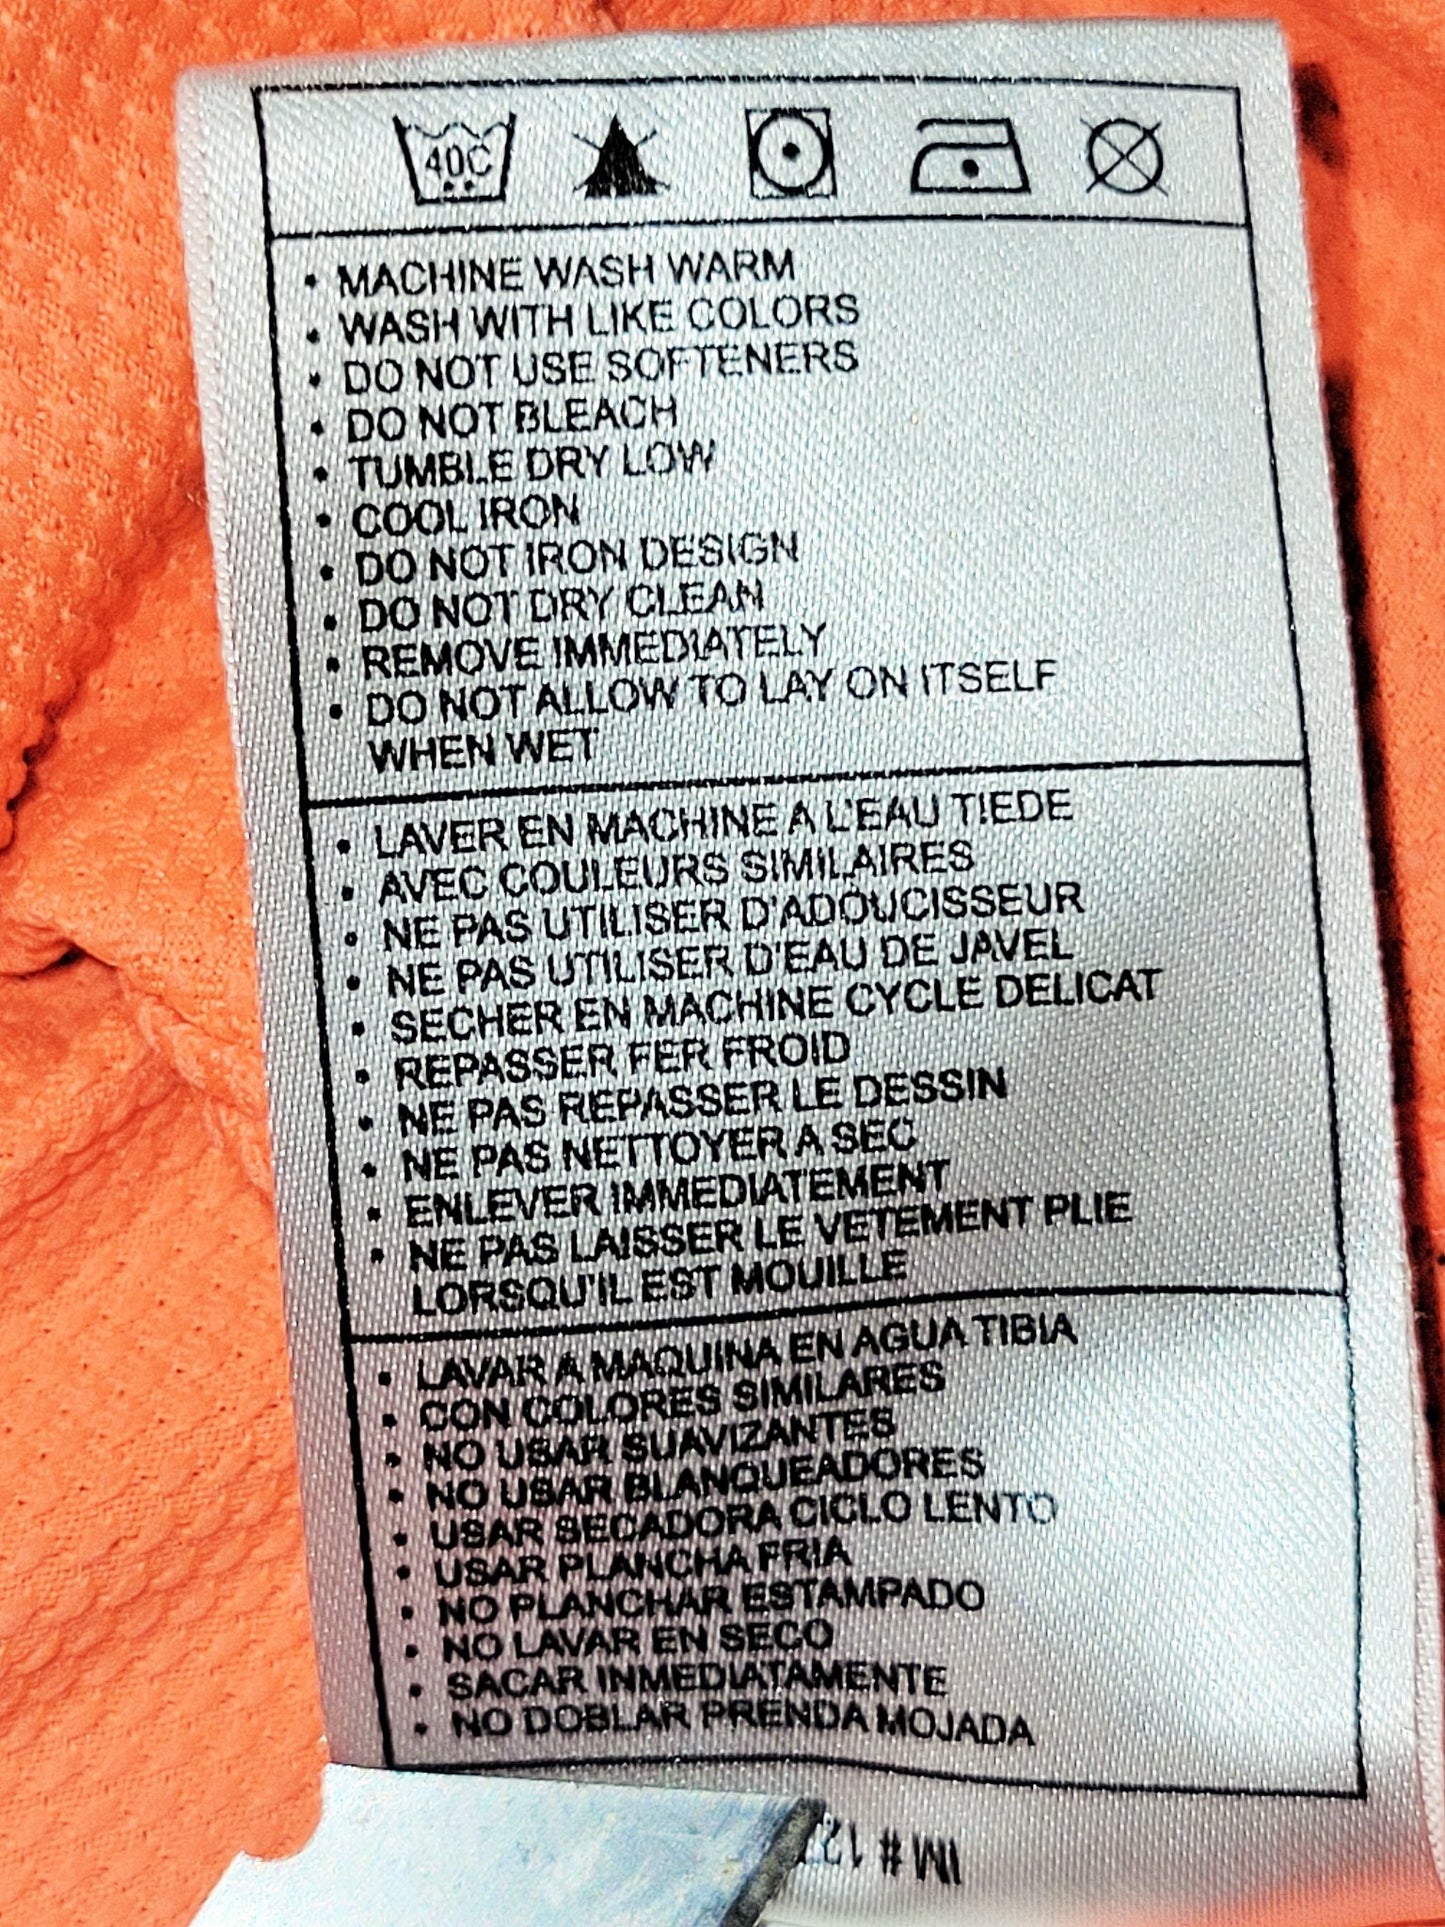 40C
• MACHINE WASH WARM
• WASH WITH LIKE COLORS
• DO NOT USE SOFTENERS
• DO NOT BLEACH
• TUMBLE DRY LOW
• COOL IRON
• DO NOT IRON DESIGN
• DO NOT DRY CLEAN
• REMOVE IMMEDIATELY
• DO NOT ALLOW TO LAY ON ITSELF
WHEN WET
• LAVER EN MACHINE A L'EAU TIEDE
• AVEC COULEURS SIMILAIRES
• NE PAS UTILISER D'ADOUCISSEUR
• NE PAS UTILISER D'EAU DE JAVEL
• SECHER EN MACHINE CYCLE DELICAT
• REPASSER FER FROID
• NE PAS REPASSER LE DESSIN
• NE PAS NETTOYER A SEC
• ENLEVER IMMEDIATEMENT
• NE PAS LAISSER LE VETEMENT PLIE
LORSQU'IL EST MOUILLE
• LAVAR A MAQUINA EN AGUA TIBIA
• CON COLORES SIMILARES
• NO USAR SUAVIZANTES
• NO USAR BLANQUEADORES
• USAR SECADORA CICLO LENTO
• USAR PLANCHA FRIA
• NO PLANCHAR ESTAMPADO
• NO LAVAR EN SECO
• SACAR INMEDIATAMENTE
• NO DOBLAR PRENDA MOJADA
IM #